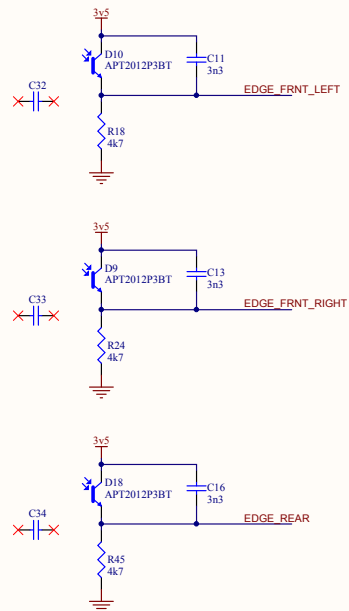 3v5
D10
APT2012P3BT
C11
3n3
C32
EDGE_FRNT_LEFT
R18
4k7
3v5
D9
APT2012P3BT
C13
3n3
C33
EDGE_FRNT_RIGHT
R24
4k7
3v5
D18
APT2012P3BT
C16
3n3
C34
EDGE_REAR
R45
4k7